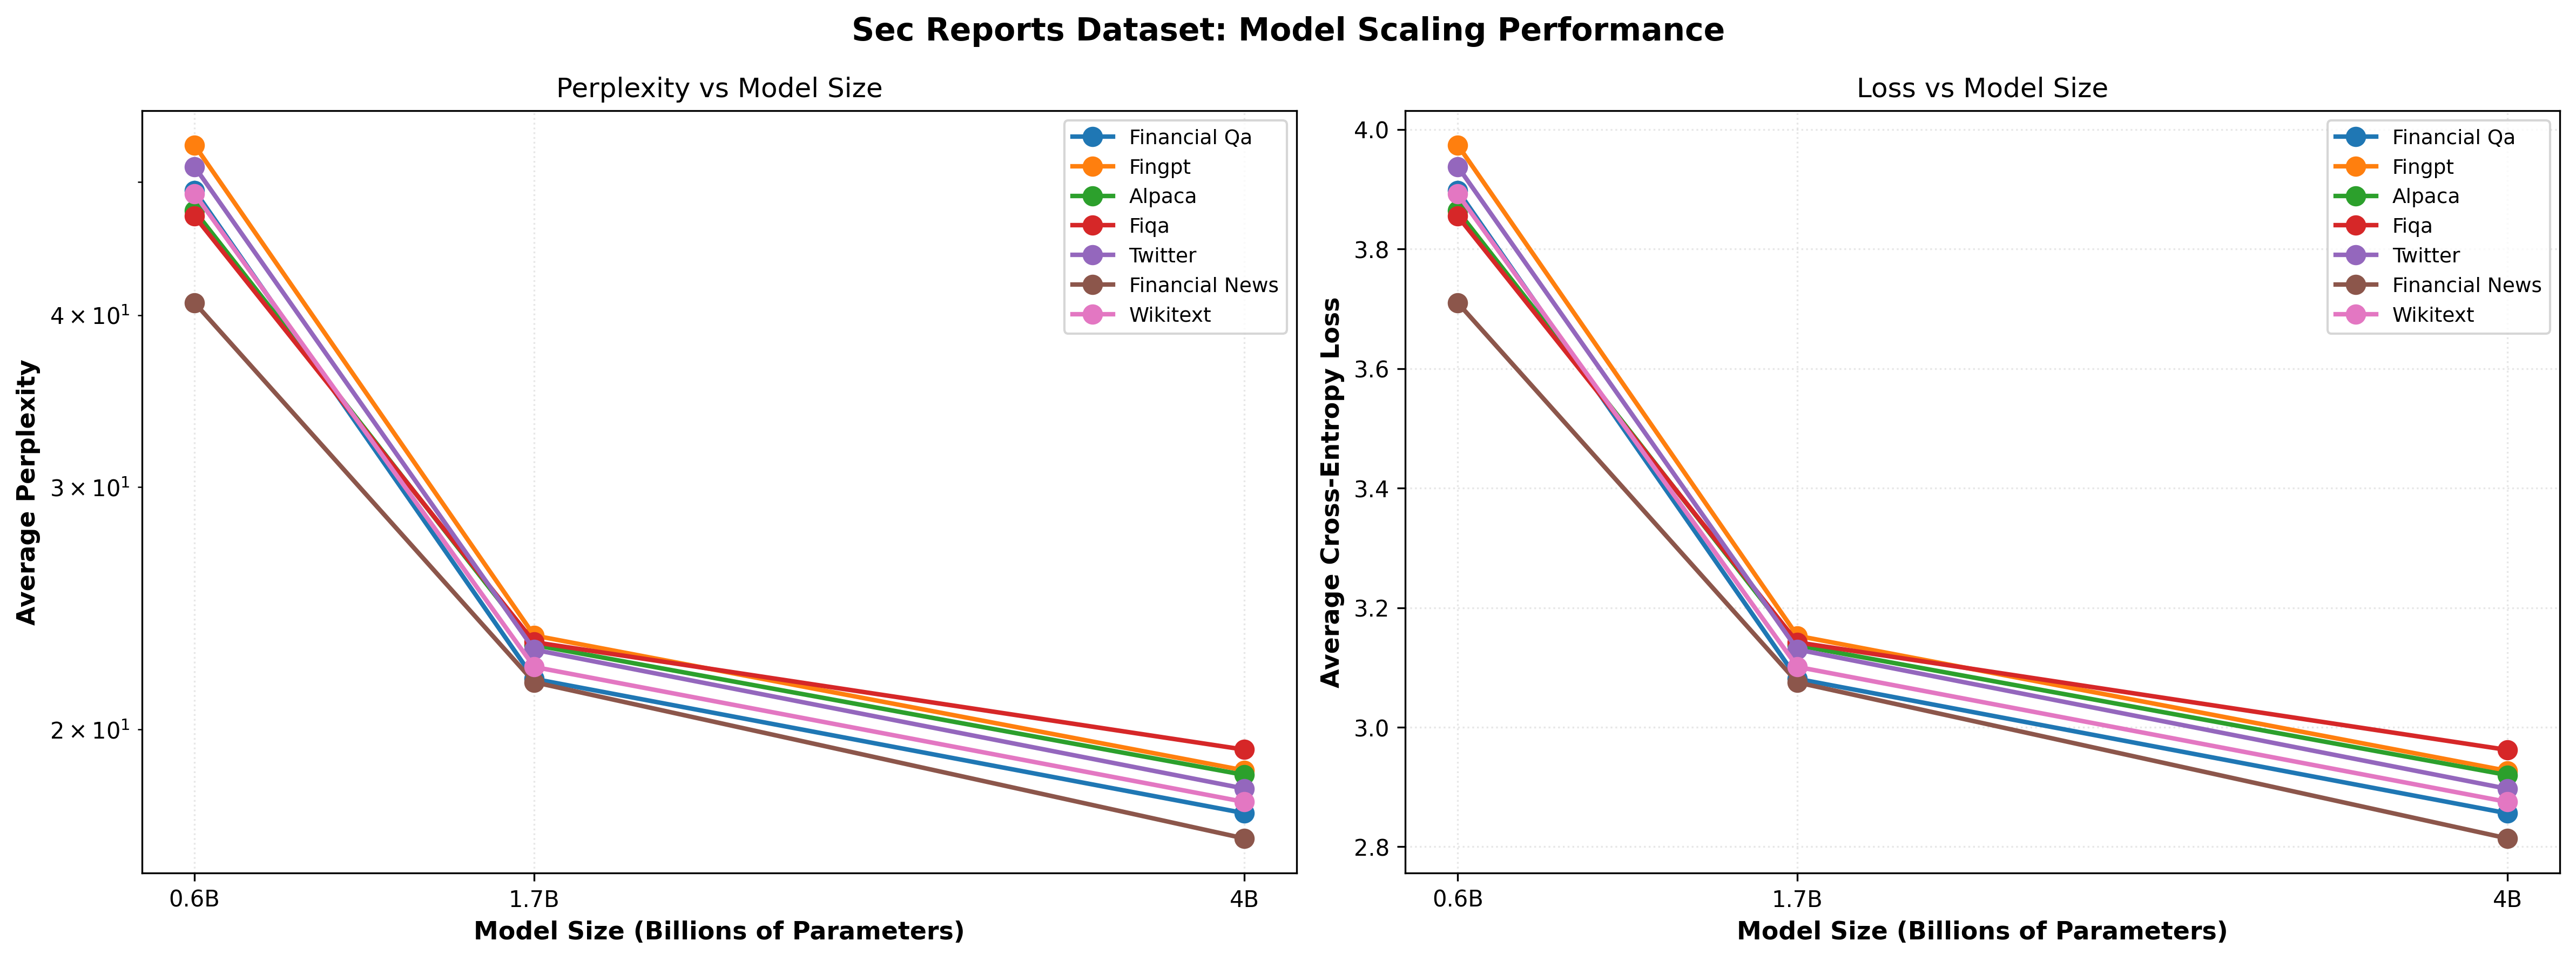 Sec Reports Dataset: Model Scaling Performance
Perplexity vs Model Size
Average Perplexity
4 × 10¹
3 × 10¹
2 × 10¹
0.6B
1.7B
4B
Model Size (Billions of Parameters)
Financial Qa
Fingpt
Alpaca
Fiqa
Twitter
Financial News
Wikitext
Loss vs Model Size
Average Cross-Entropy Loss
4.0
3.8
3.6
3.4
3.2
3.0
2.8
0.6B
1.7B
4B
Model Size (Billions of Parameters)
Financial Qa
Fingpt
Alpaca
Fiqa
Twitter
Financial News
Wikitext